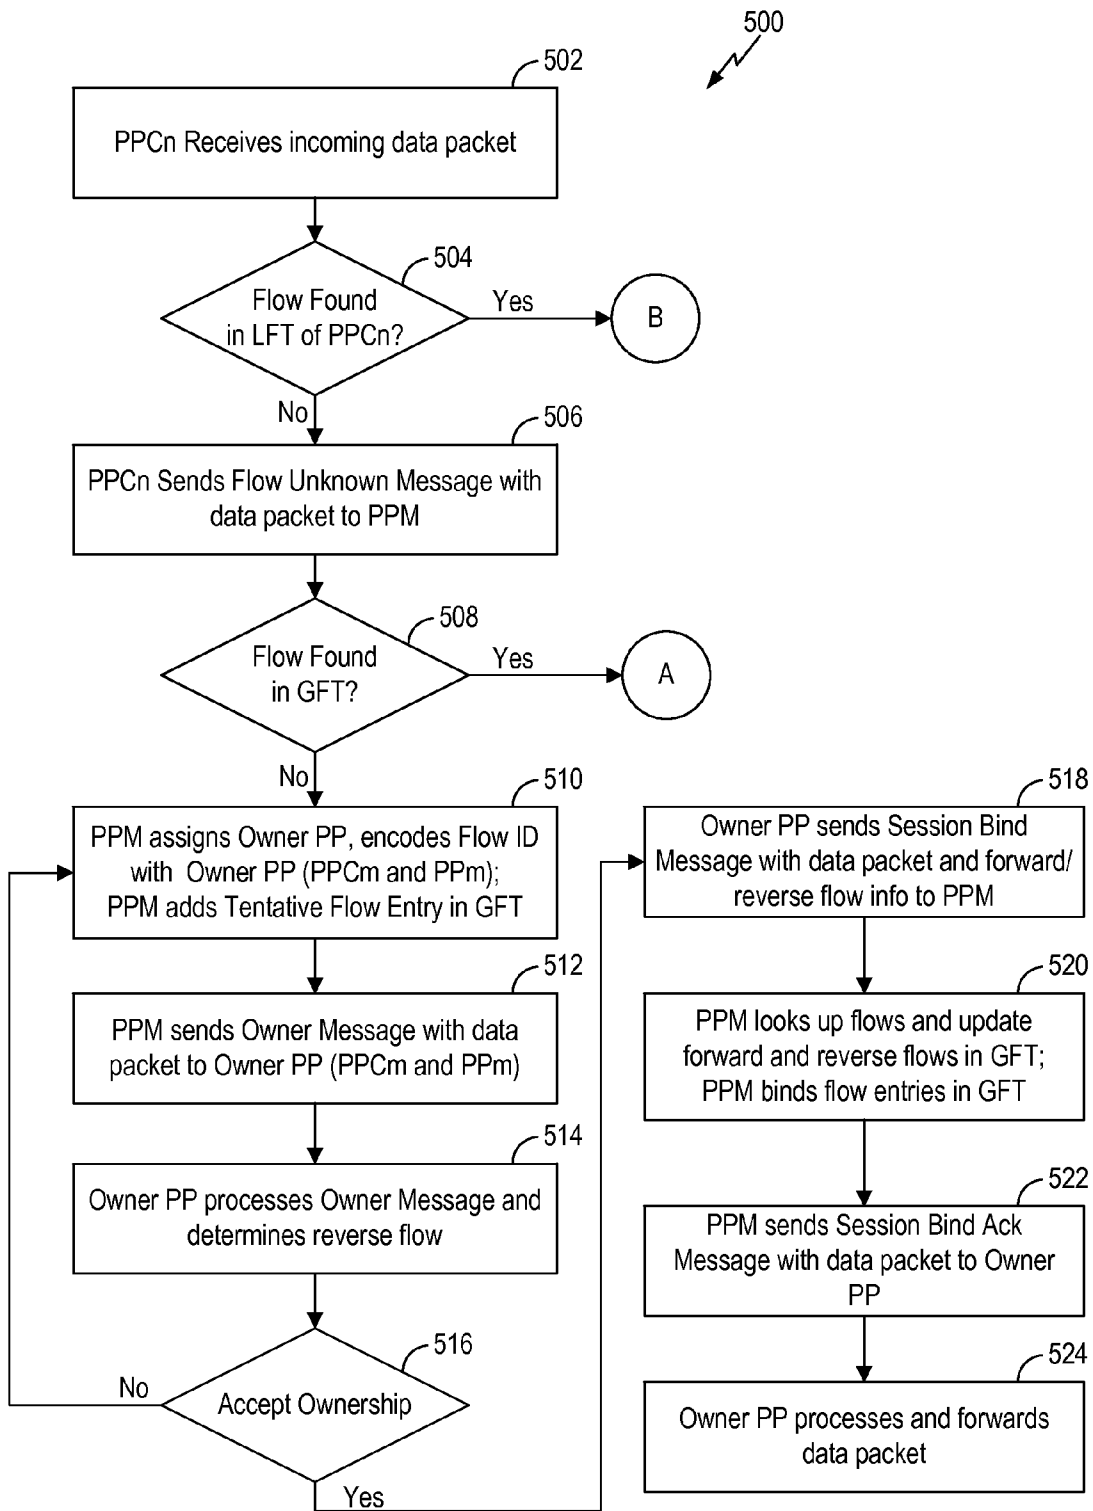 500
502
PPCn Receives incoming data packet
504
Flow Found
in LFT of PPCn?
Yes
B
No
506
PPCn Sends Flow Unknown Message with
data packet to PPM
508
Flow Found
in GFT?
Yes
A
No
510
PPM assigns Owner PP, encodes Flow ID
with Owner PP (PPCm and PPm);
PPM adds Tentative Flow Entry in GFT
512
PPM sends Owner Message with data
packet to Owner PP (PPCm and PPm)
514
Owner PP processes Owner Message and
determines reverse flow
516
Accept Ownership
No
Yes
518
Owner PP sends Session Bind
Message with data packet and forward/
reverse flow info to PPM
520
PPM looks up flows and update
forward and reverse flows in GFT;
PPM binds flow entries in GFT
522
PPM sends Session Bind Ack
Message with data packet to Owner
PP
524
Owner PP processes and forwards
data packet